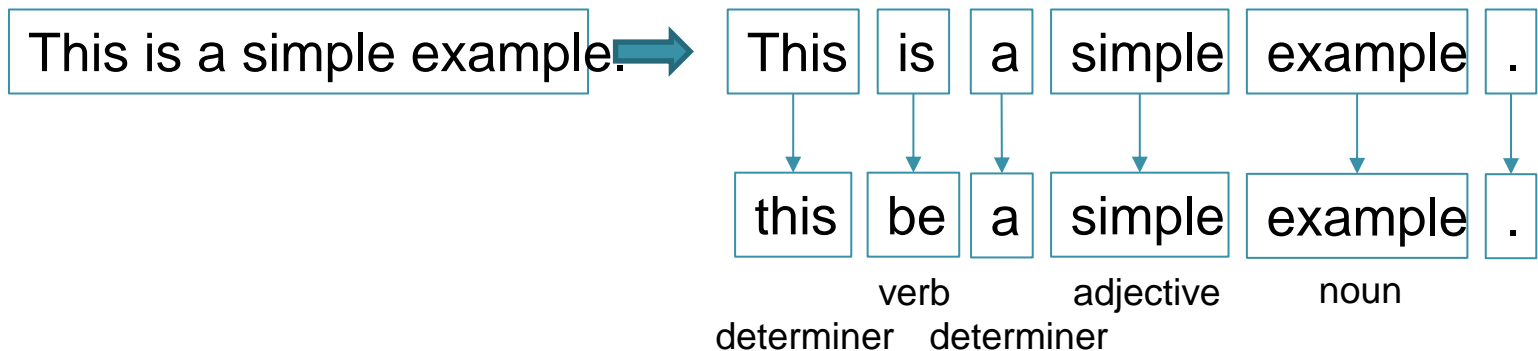 This is a simple example.
This is a simple example .
this be a simple example .
verb adjective noun
determiner determiner